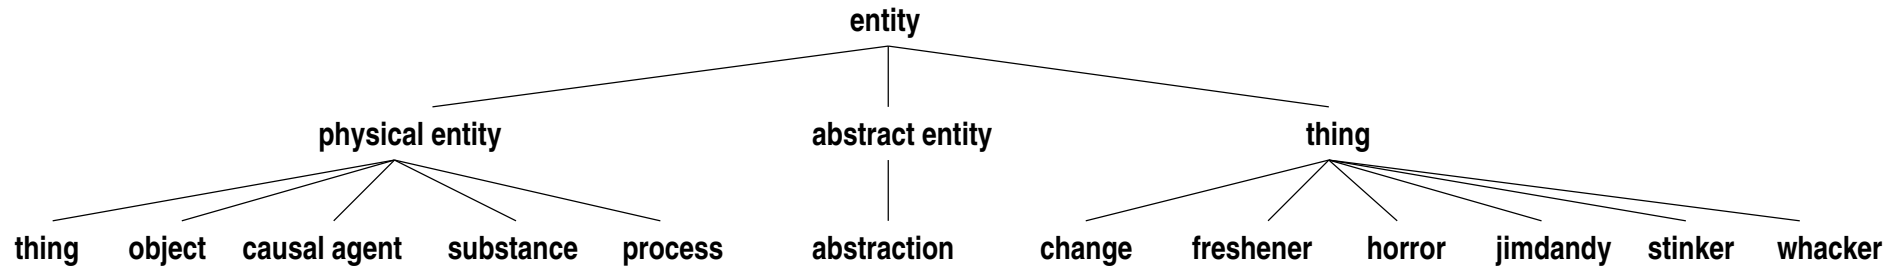 entity
physical entity abstract entity thing
thing object causal agent substance process abstraction change freshener horror jimdandy stinker whacker